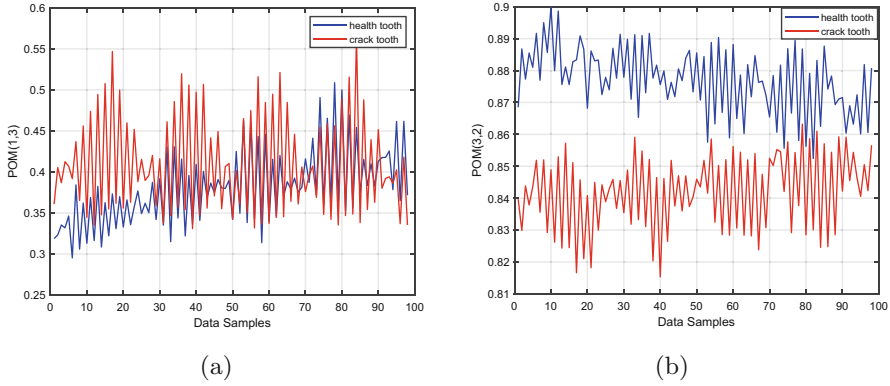 health tooth
crack tooth
POM(1,3)
0.6
0.55
0.5
0.45
0.4
0.35
0.3
0.25
0 10 20 30 40 50 60 70 80 90 100
Data Samples
(a)
health tooth
crack tooth
POM(3,2)
0.9
0.89
0.88
0.87
0.86
0.85
0.84
0.83
0.82
0.81
0 10 20 30 40 50 60 70 80 90 100
Data Samples
(b)